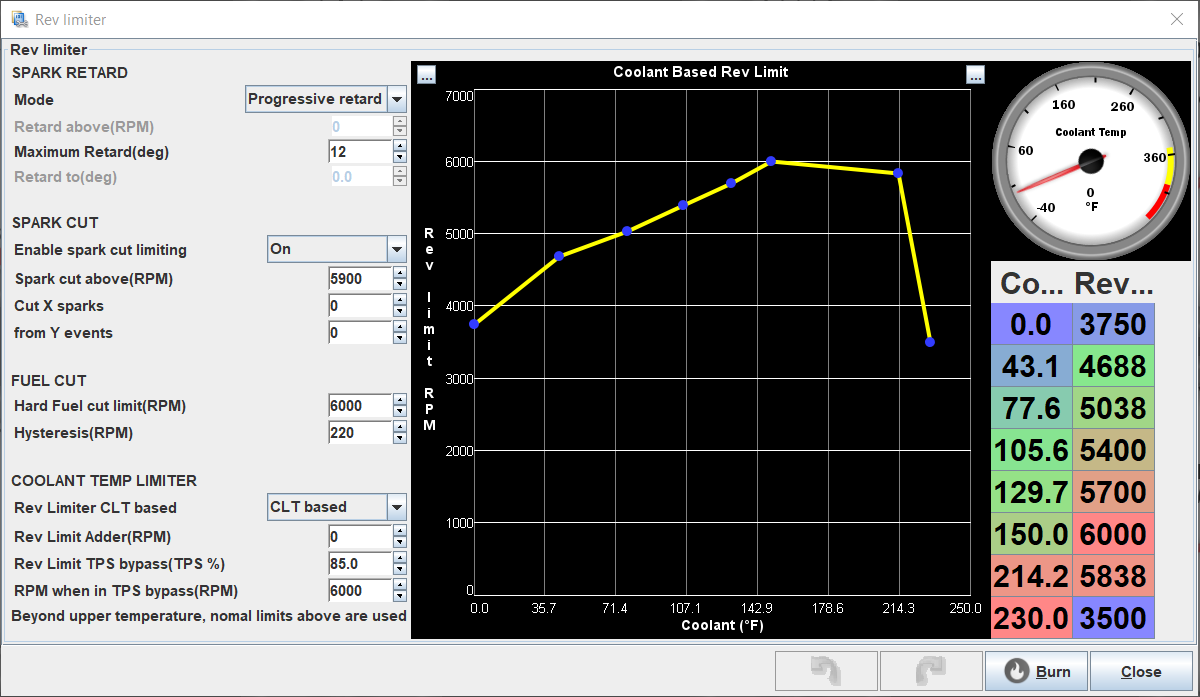 Rev limiter
Rev limiter
SPARK RETARD
Mode Progressive retard
Retard above(RPM) 0
Maximum Retard(deg) 12
Retard to(deg) 0.0
SPARK CUT
Enable spark cut limiting On
Spark cut above(RPM) 5900
Cut X sparks 0
from Y events 0
FUEL CUT
Hard Fuel cut limit(RPM) 6000
Hysteresis(RPM) 220
COOLANT TEMP LIMITER
Rev Limiter CLT based CLT based
Rev Limit Adder(RPM) 0
Rev Limit TPS bypass(TPS %) 85.0
RPM when in TPS bypass(RPM) 6000
Beyond upper temperature, nomal limits above are used
... Coolant Based Rev Limit ...
7000
6000
5000
4000
3000
2000
1000
0
Rev limit RPM
0.0 35.7 71.4 107.1 142.9 178.6 214.3 250.0
Coolant (°F)
160 260
Coolant Temp
60 360
0
-40 °F
Co... Rev...
0.0 3750
43.1 4688
77.6 5038
105.6 5400
129.7 5700
150.0 6000
214.2 5838
230.0 3500
Burn Close